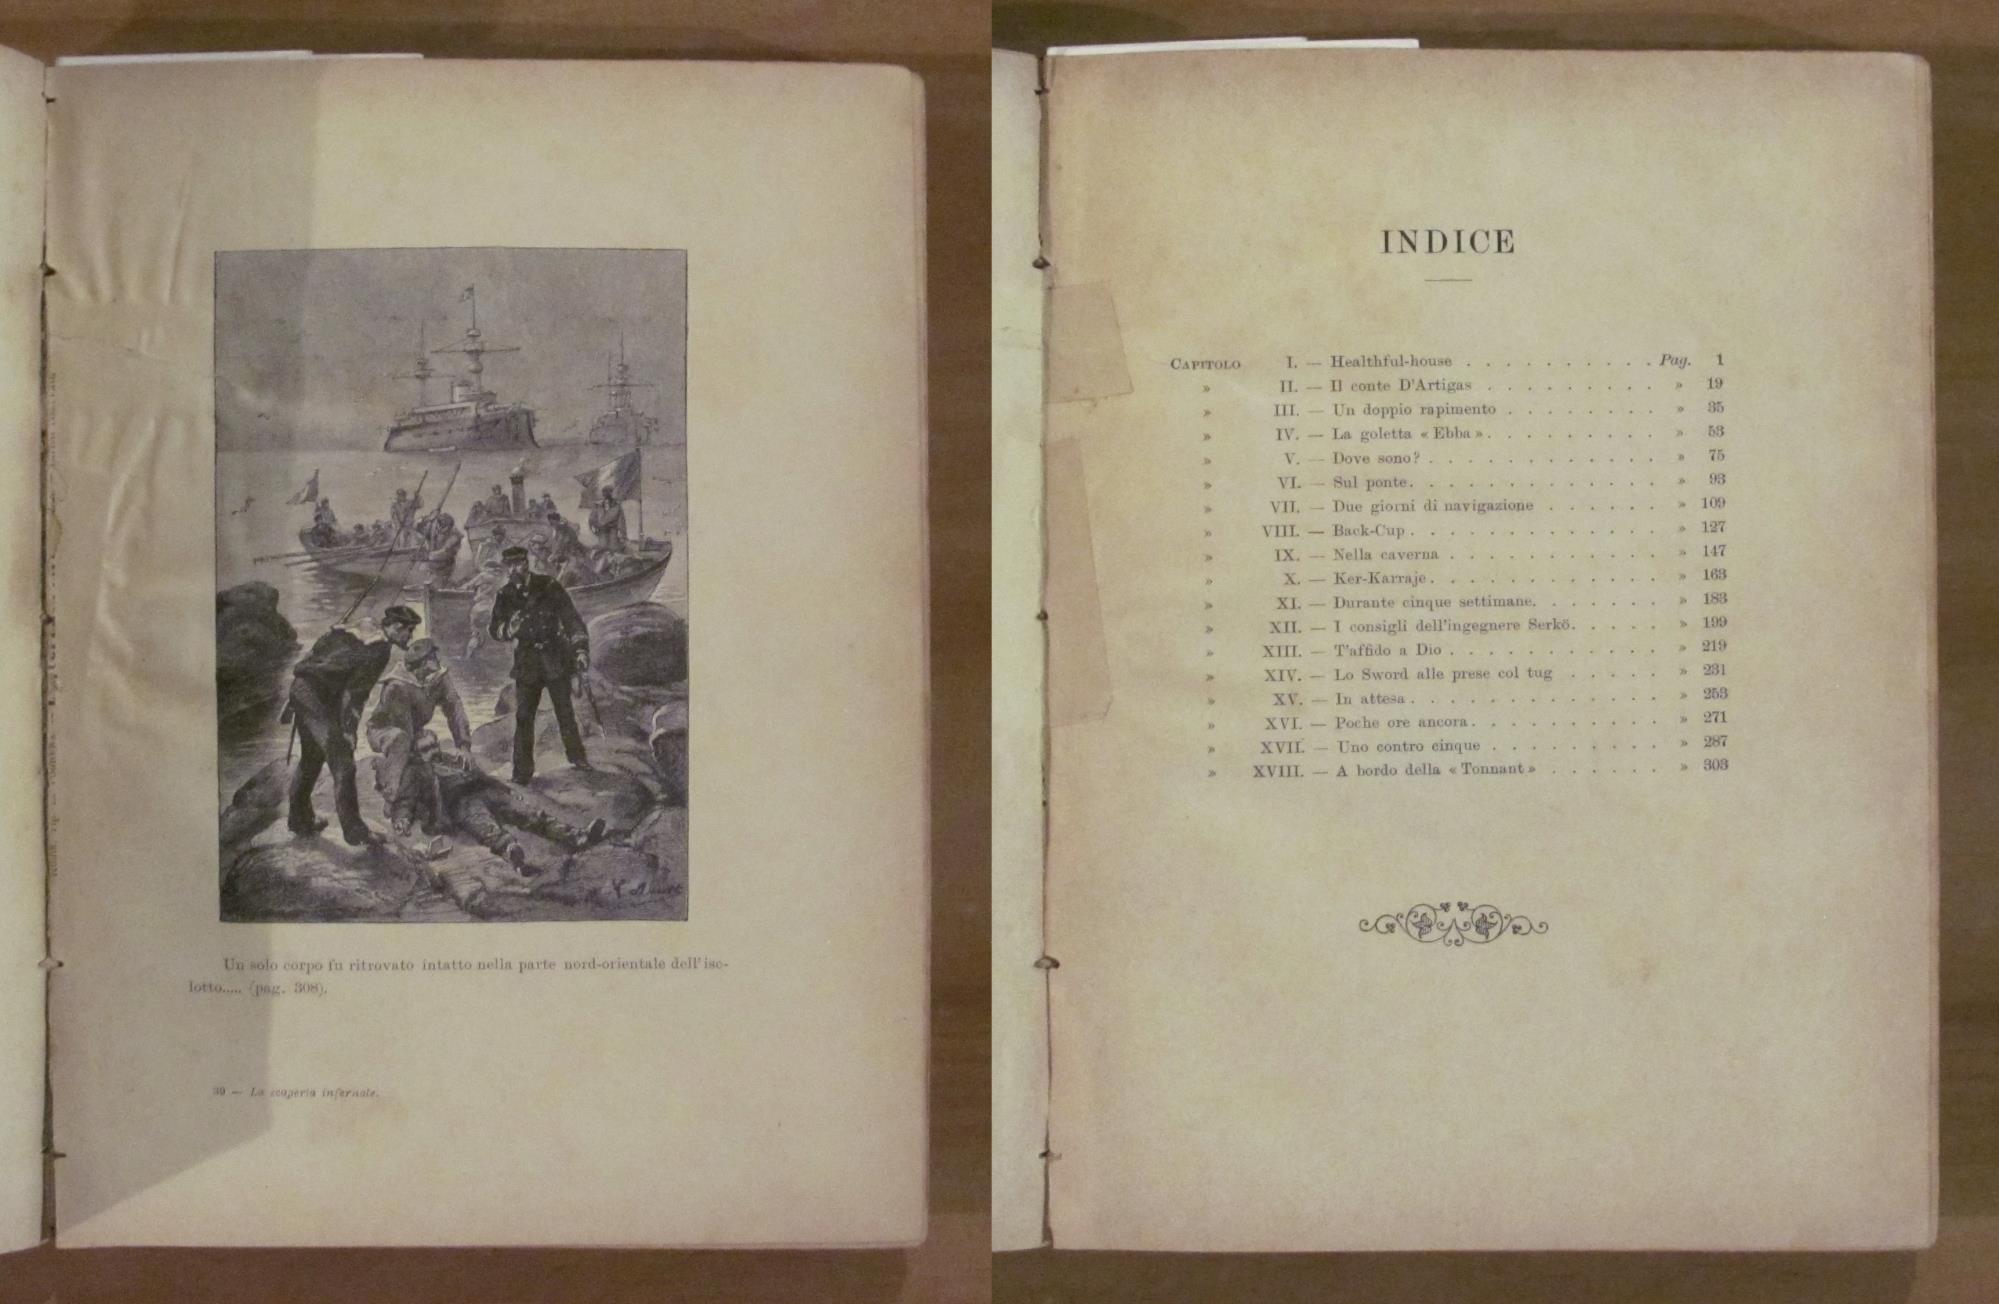 Un solo corpo fu ritrovato intatto nella parte nord-orientale dell'iso-
lotto..... (pag. 308).
39 — La scoperta infernale.
INDICE
CAPITOLO I. — Healthful-house . . . . . . . . . . Pag. 1
» II. — Il conte D'Artigas . . . . . . . . . » 19
» III. — Un doppio rapimento . . . . . . . . » 35
» IV. — La goletta « Ebba ». . . . . . . . . » 53
» V. — Dove sono? . . . . . . . . . . . . » 75
» VI. — Sul ponte. . . . . . . . . . . . . » 93
» VII. — Due giorni di navigazione . . . . . . » 109
» VIII. — Back-Cup . . . . . . . . . . . . . » 127
» IX. — Nella caverna . . . . . . . . . . . » 147
» X. — Ker-Karraje. . . . . . . . . . . . » 163
» XI. — Durante cinque settimane. . . . . . . » 183
» XII. — I consigli dell'ingegnere Serkö. . . . . » 199
» XIII. — T'affido a Dio . . . . . . . . . . . » 219
» XIV. — Lo Sword alle prese col tug . . . . . » 231
» XV. — In attesa . . . . . . . . . . . . . » 253
» XVI. — Poche ore ancora. . . . . . . . . . » 271
» XVII. — Uno contro cinque . . . . . . . . . » 287
» XVIII. — A bordo della « Tonnant » . . . . . . » 303